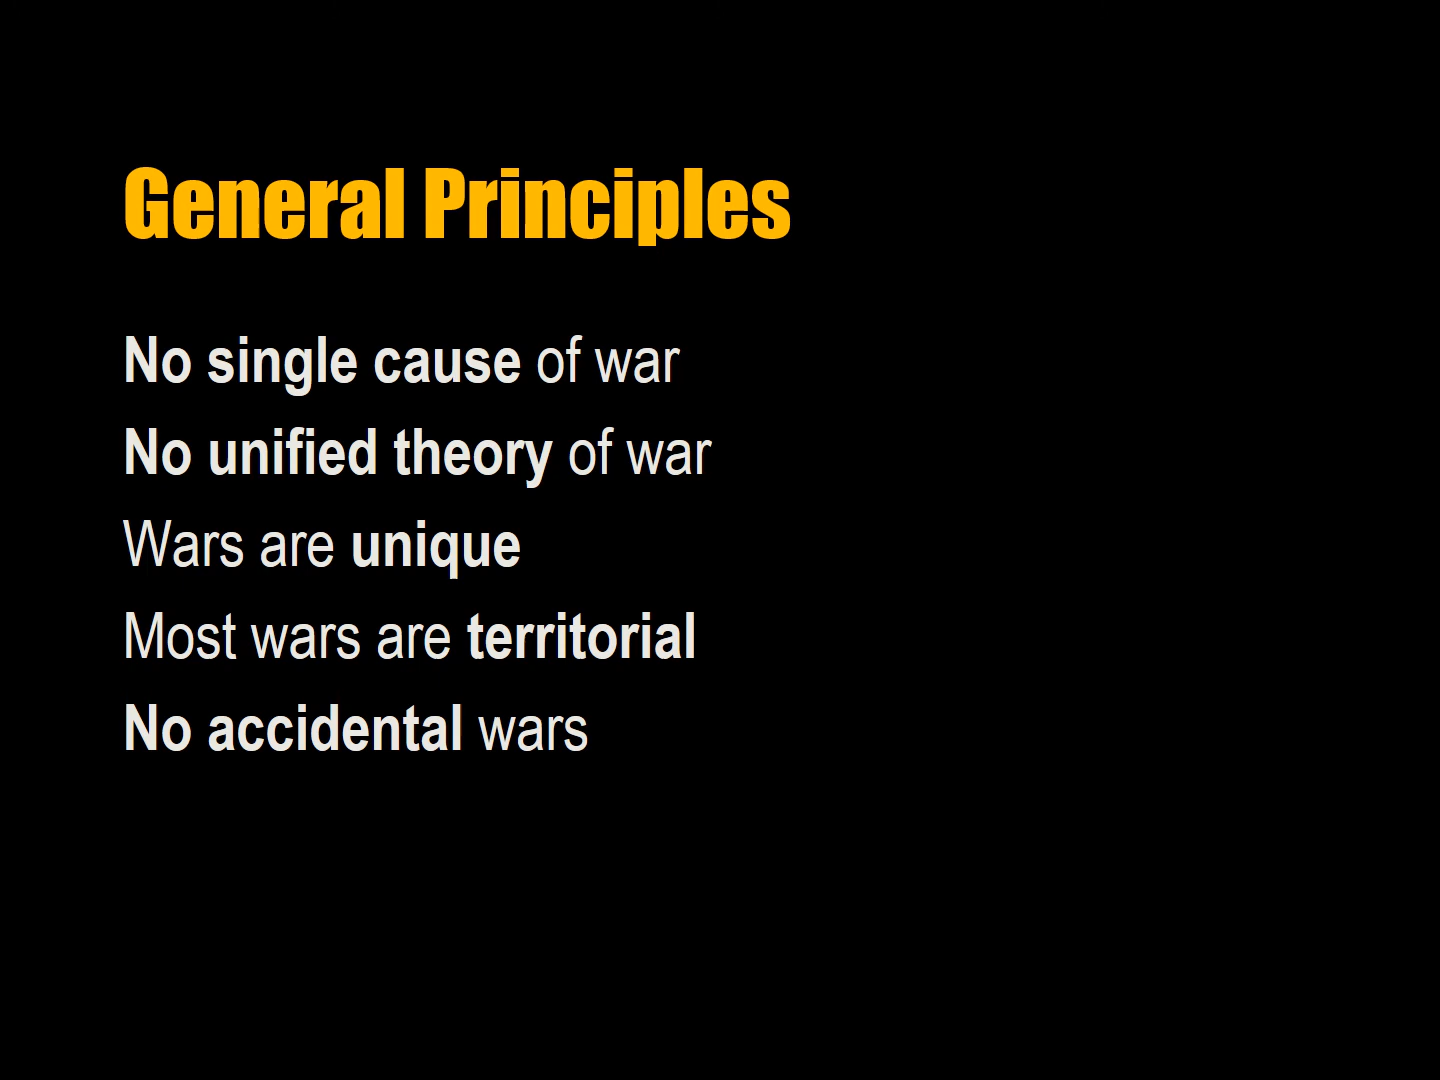 General Principles
No single cause of war
No unified theory of war
Wars are unique
Most wars are territorial
No accidental wars